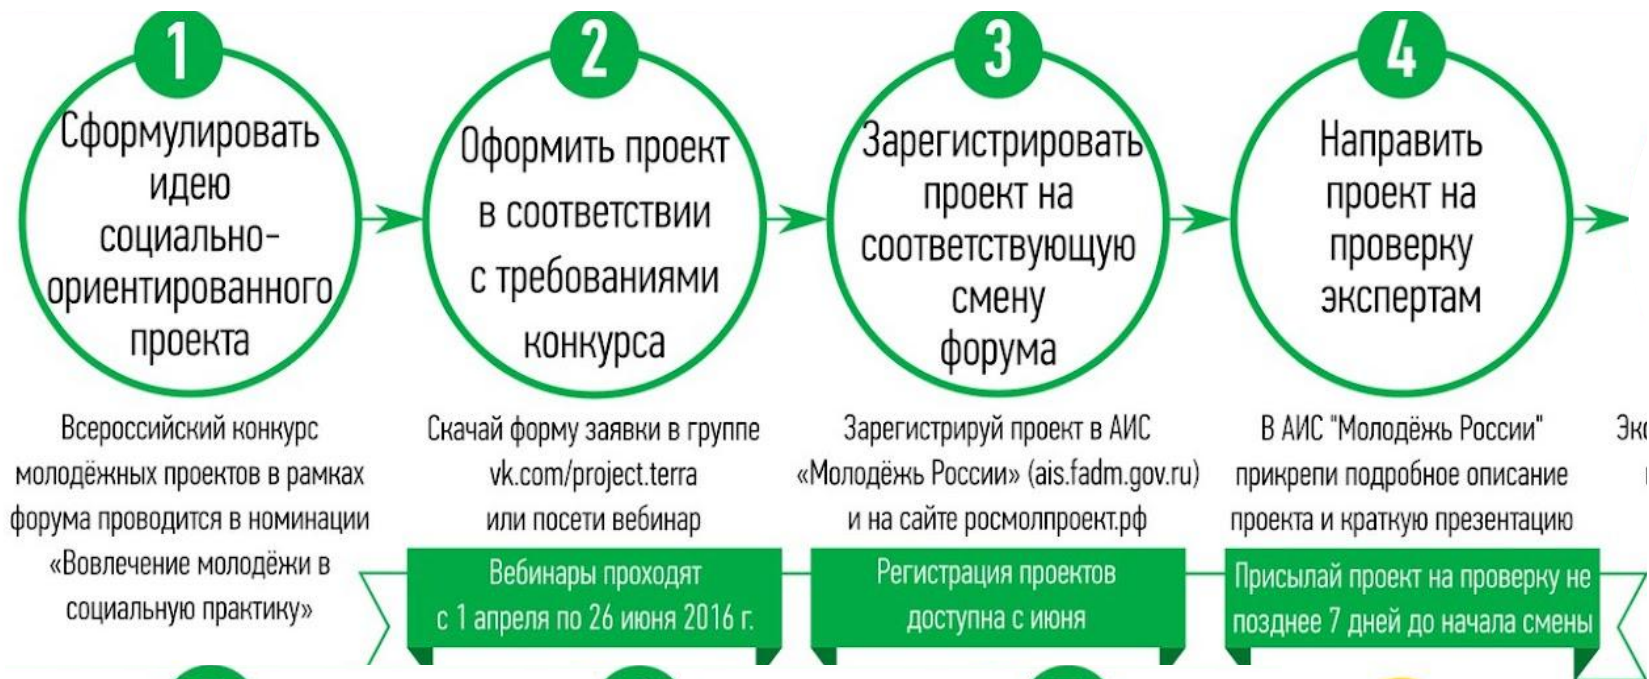 1
Сформулировать
идею
социально-
ориентированного
проекта
Всероссийский конкурс
молодёжных проектов в рамках
форума проводится в номинации
«Вовлечение молодёжи в
социальную практику»
2
Оформить проект
в соответствии
с требованиями
конкурса
Скачай форму заявки в группе
vk.com/project.terra
или посети вебинар
Вебинары проходят
с 1 апреля по 26 июня 2016 г.
3
Зарегистрировать
проект на
соответствующую
смену
форума
Зарегистрируй проект в АИС
«Молодёжь России» (ais.fadm.gov.ru)
и на сайте росмолпроект.рф
Регистрация проектов
доступна с июня
4
Направить
проект на
проверку
экспертам
В АИС "Молодёжь России"
прикрепи подробное описание
проекта и краткую презентацию
Присылай проект на проверку не
позднее 7 дней до начала смены